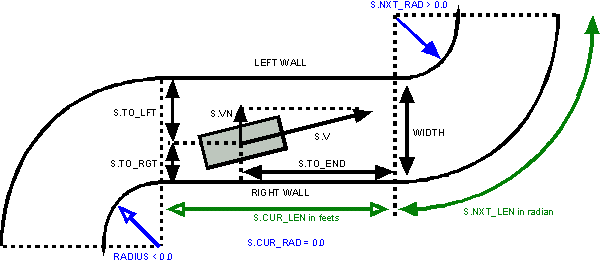 S.NXT_RAD > 0.0
LEFT WALL
S.TO_LFT
S.VN
S.V
WIDTH
S.TO_RGT
S.TO_END
RIGHT WALL
S.CUR_LEN in feets
S.NXT_LEN in radian
S.CUR_RAD = 0.0
RADIUS < 0.0